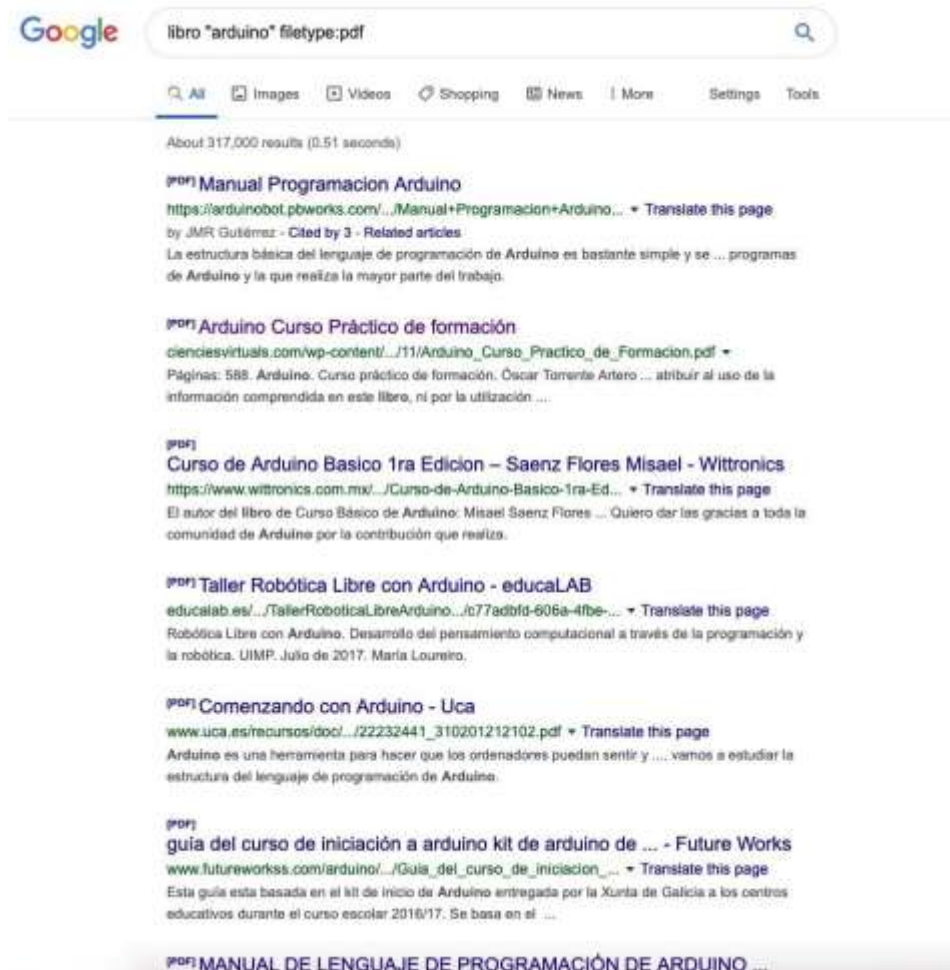 Google
libro "arduino" filetype:pdf
All Images Videos Shopping News More Settings Tools
About 317,000 results (0.51 seconds)
[PDF] Manual Programacion Arduino
https://arduinobot.pbworks.com/.../Manual+Programacion+Arduino... Translate this page
by JMR Gutiérrez - Cited by 3 - Related articles
La estructura básica del lenguaje de programación de Arduino es bastante simple y se ... programas
de Arduino y la que realiza la mayor parte del trabajo.
[PDF] Arduino Curso Práctico de formación
cienciesvirtuals.com/wp-content/.../11/Arduino_Curso_Practico_de_Formacion.pdf
Páginas: 588. Arduino. Curso práctico de formación. Óscar Torrente Artero ... atribuir al uso de la
información comprendida en este libro, ni por la utilización ...
[PDF]
Curso de Arduino Basico 1ra Edicion – Saenz Flores Misael - Wittronics
https://www.wittronics.com.mx/.../Curso-de-Arduino-Basico-1ra-Ed... Translate this page
El autor del libro de Curso Básico de Arduino: Misael Saenz Flores ... Quiero dar las gracias a toda la
comunidad de Arduino por la contribución que realiza.
[PDF] Taller Robótica Libre con Arduino - educaLAB
educalab.es/.../TallerRoboticaLibreArduino.../c77adbfd-606a-4fbe-... Translate this page
Robótica Libre con Arduino. Desarrollo del pensamiento computacional a través de la programación y
la robótica. UIMP. Julio de 2017. María Loureiro.
[PDF] Comenzando con Arduino - Uca
www.uca.es/recursos/doc/.../22232441_310201212102.pdf Translate this page
Arduino es una herramienta para hacer que los ordenadores puedan sentir y .... vamos a estudiar la
estructura del lenguaje de programación de Arduino.
[PDF]
guía del curso de iniciación a arduino kit de arduino de ... - Future Works
www.futureworkss.com/arduino/.../Guia_del_curso_de_iniciacion_... Translate this page
Esta guía esta basada en el kit de inicio de Arduino entregada por la Xunta de Galicia a los centros
educativos durante el curso escolar 2016/17. Se basa en el ...
[PDF] MANUAL DE LENGUAJE DE PROGRAMACIÓN DE ARDUINO ...